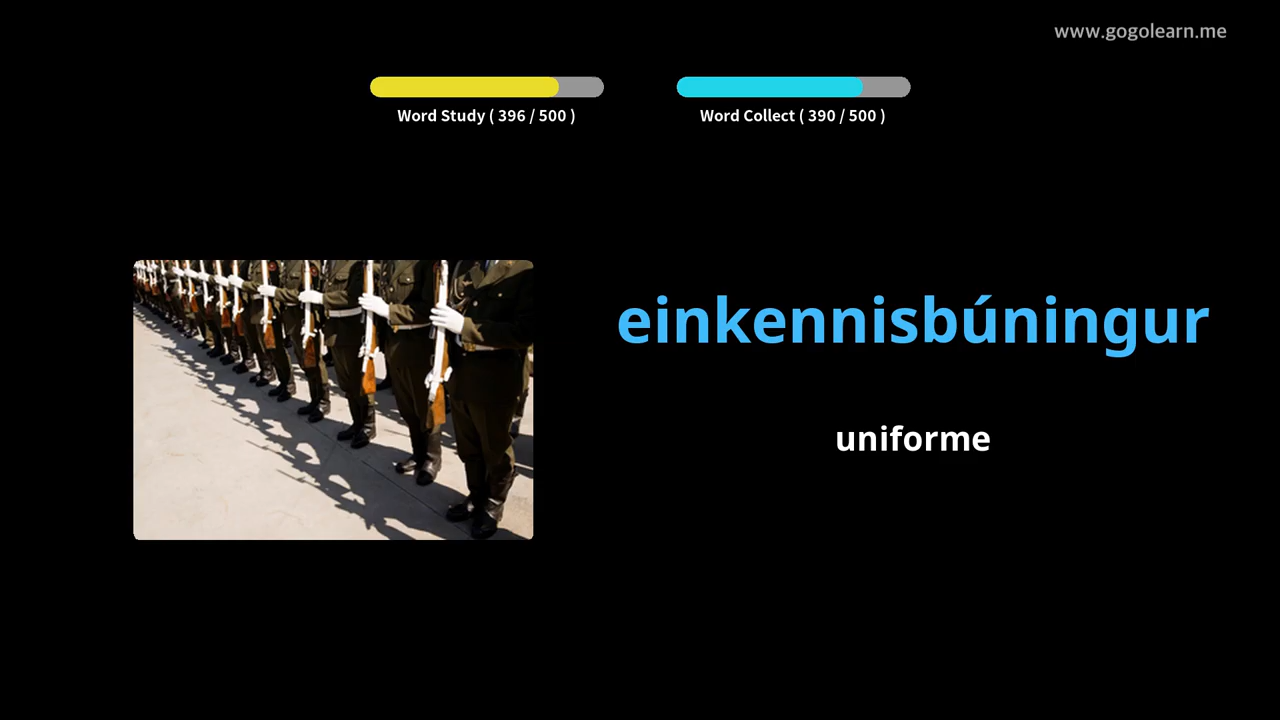 www.gogolearn.me
Word Study ( 396 / 500 )
Word Collect ( 390 / 500 )
einkennisbúningur
uniforme